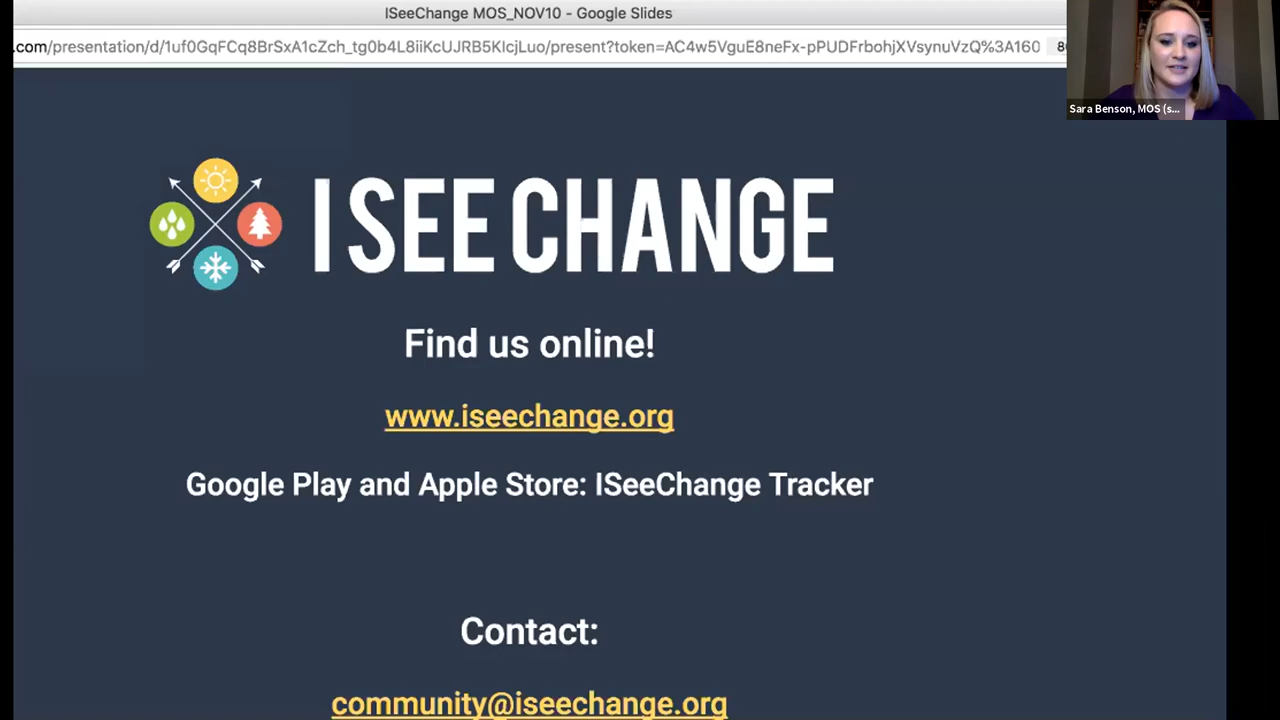 ISeeChange MOS_NOV10 - Google Slides
.com/presentation/d/1uf0GqFCq8BrSxA1cZch_tg0b4L8iiKcUJRB5KIcjLuo/present?token=AC4w5VguE8neFx-pPUDFrbohjXVsynuVzQ%3A160
Sara Benson, MOS (s...
I SEE CHANGE
Find us online!
www.iseechange.org
Google Play and Apple Store: ISeeChange Tracker
Contact:
community@iseechange.org